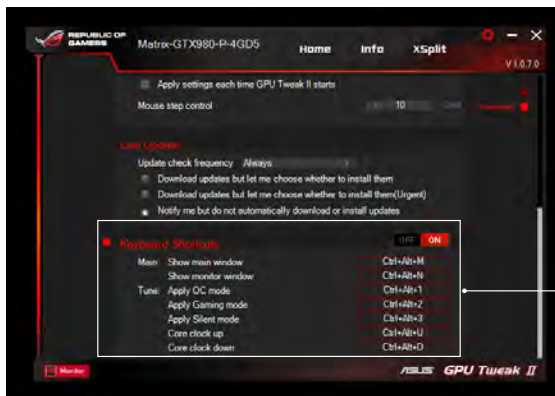 REPUBLIC OF
GAMERS
Matrix-GTX980-P-4GD5
Home
Info
XSplit
V1.0.7.0
Apply settings each time GPU Tweak II starts
Mouse step control
10
Live Update
Update check frequency Always
Download updates but let me choose whether to install them
Download updates but let me choose whether to install them(Urgent)
Notify me but do not automatically download or install updates
Keyboard Shortcuts OFF ON
Main: Show main window Ctrl+Alt+M
Show monitor window Ctrl+Alt+N
Tune: Apply OC mode Ctrl+Alt+1
Apply Gaming mode Ctrl+Alt+2
Apply Silent mode Ctrl+Alt+3
Core clock up Ctrl+Alt+U
Core clock down Ctrl+Alt+D
Monitor
ASUS GPU Tweak II